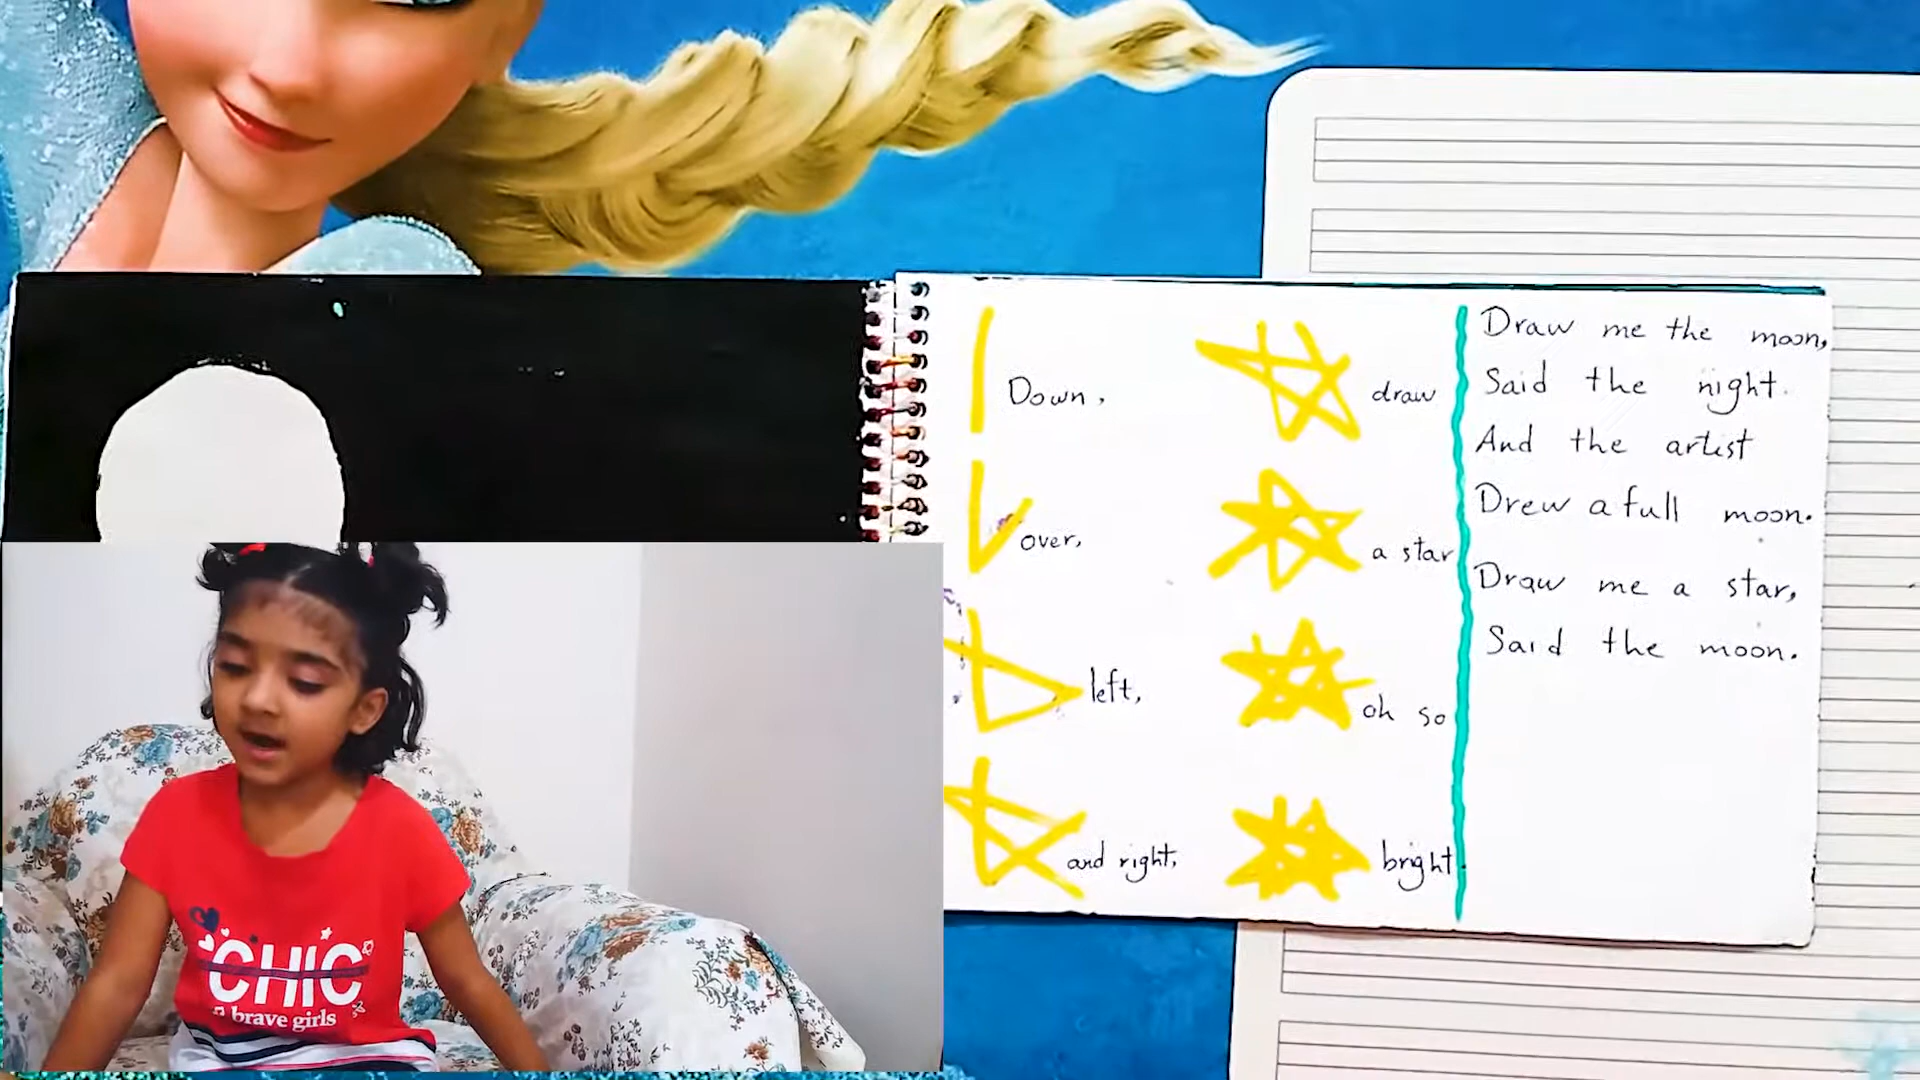 Down,
over,
left,
and right,
draw
a star
oh so
bright.
Draw me the moon,
Said the night.
And the artist
Drew a full moon.
Draw me a star,
Said the moon.
CHIC
brave girls